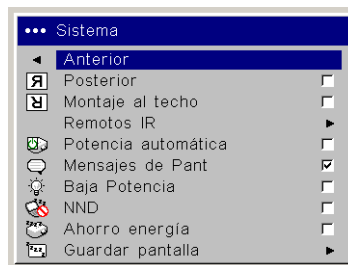 ••• Sistema
Anterior
Posterior
Montaje al techo
Remotos IR
Potencia automática
Mensajes de Pant
Baja Potencia
NND
Ahorro energía
Guardar pantalla